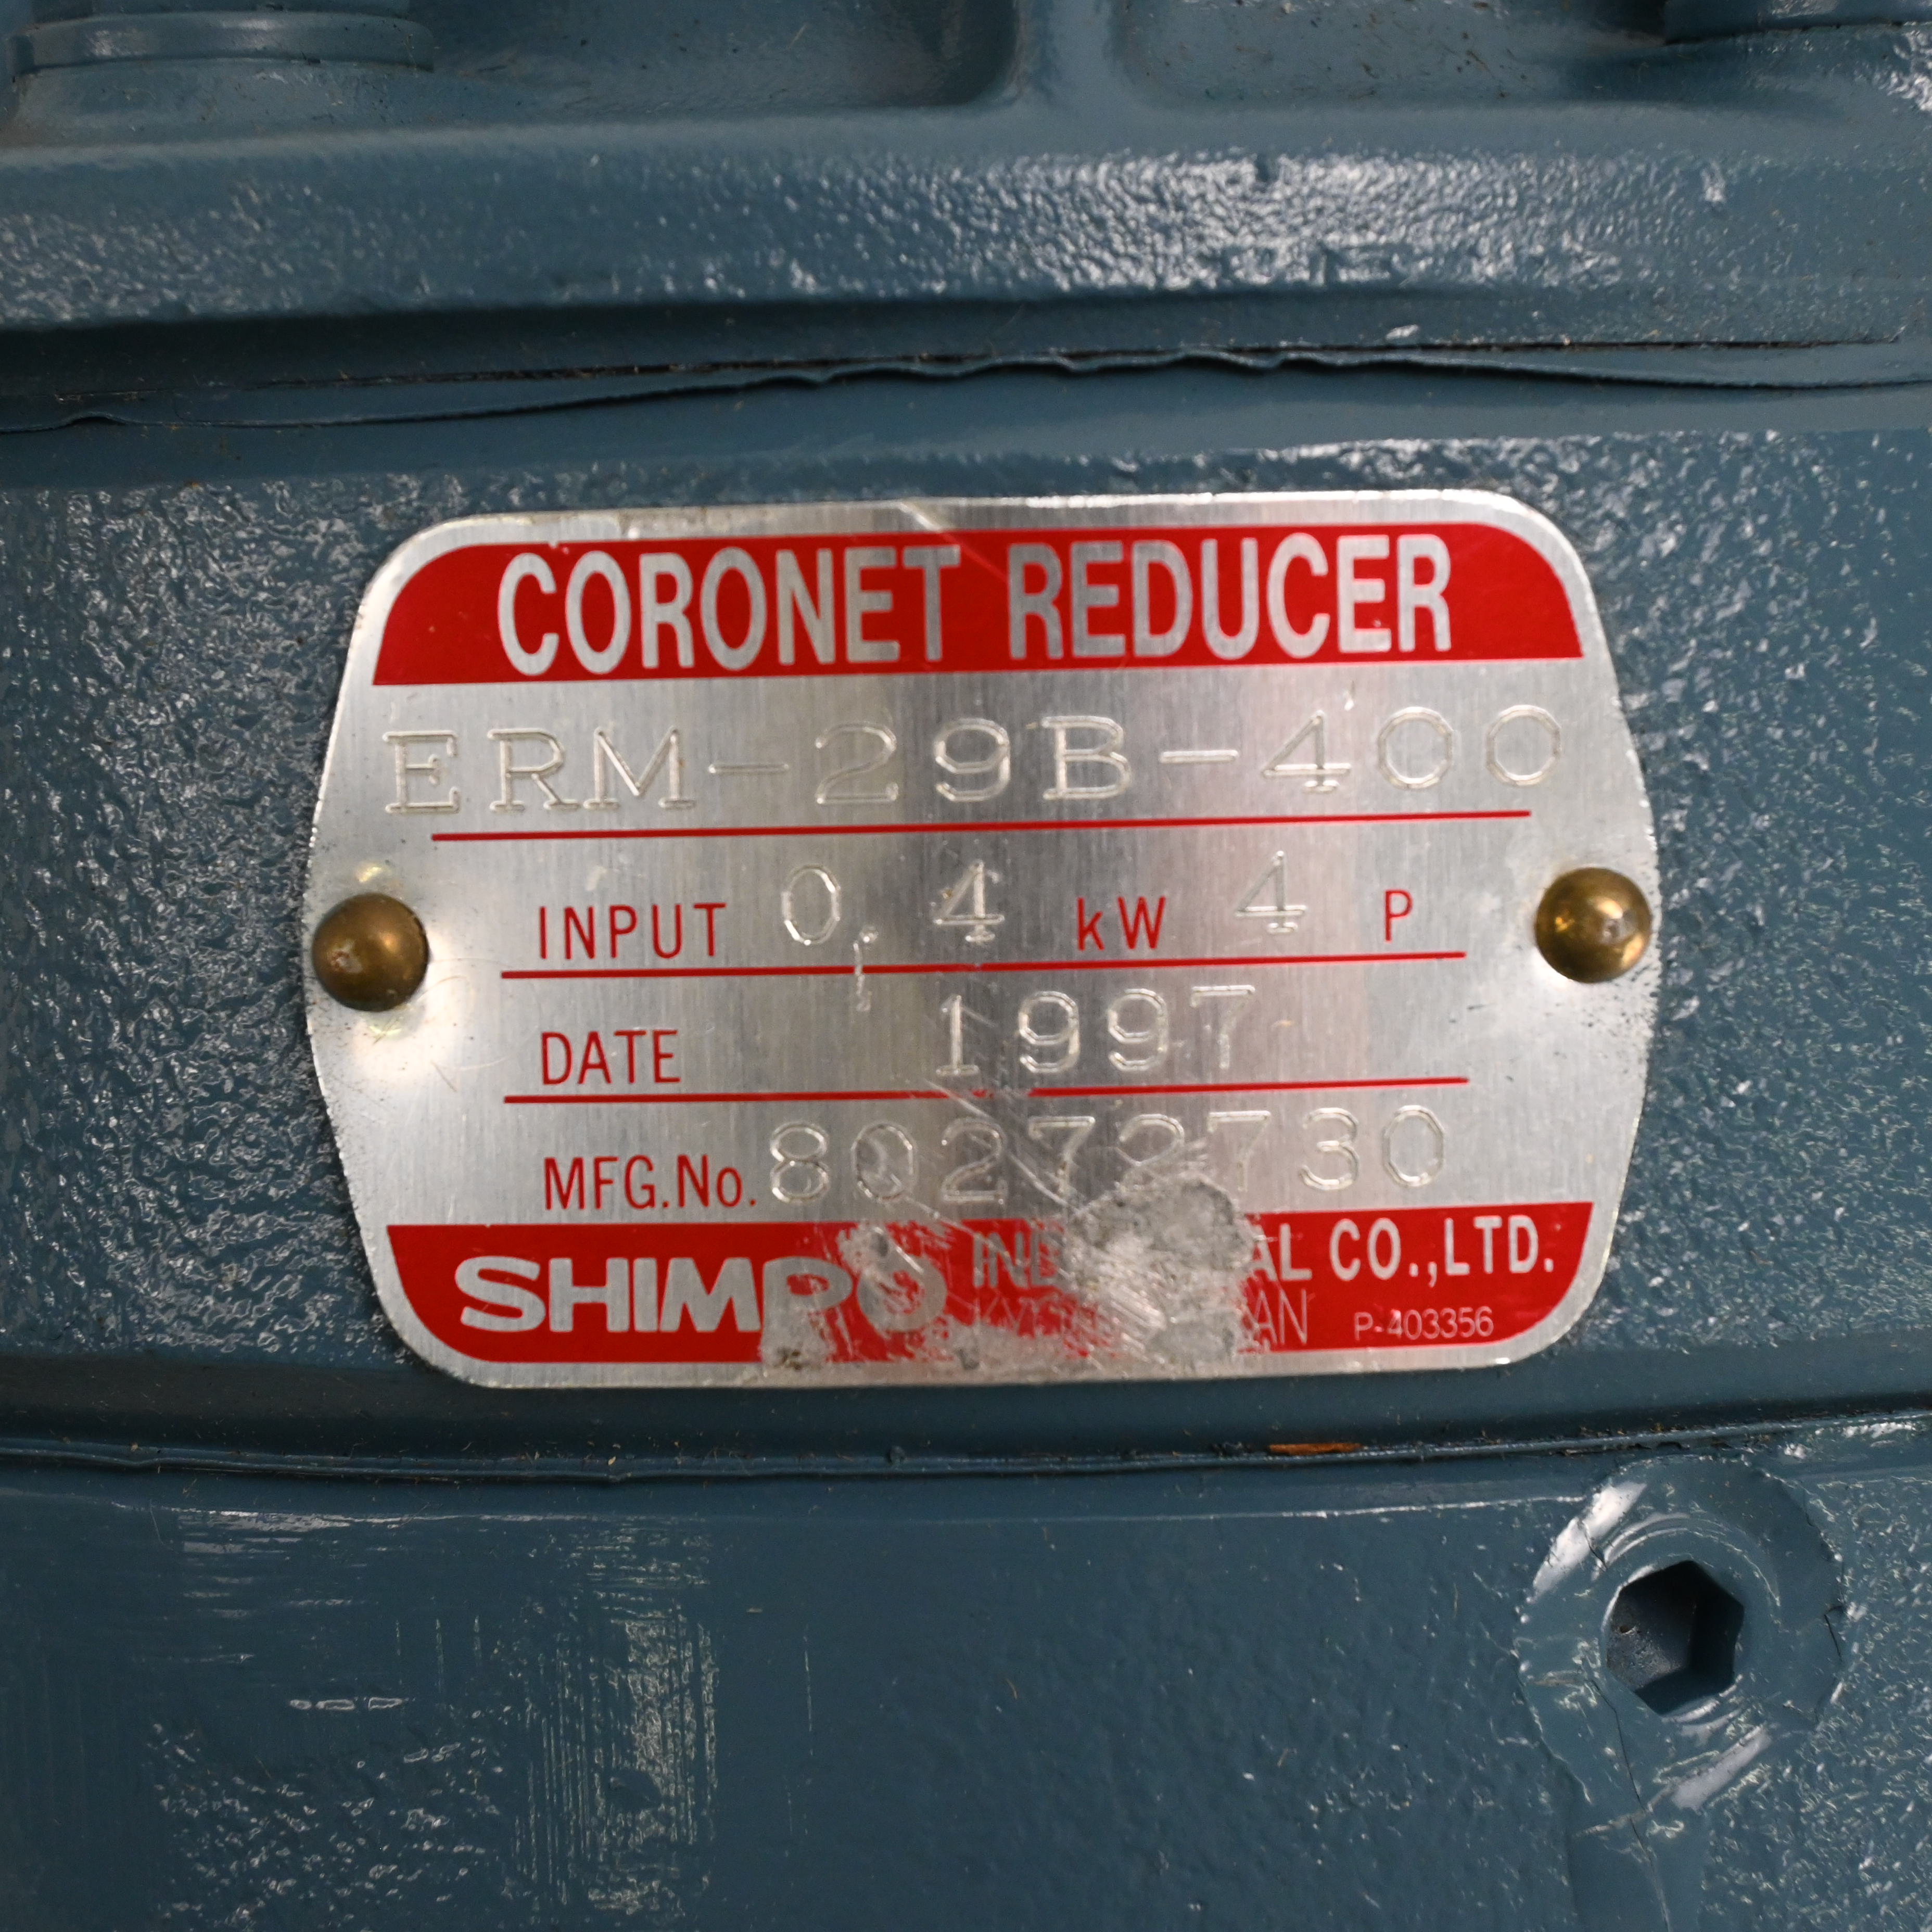 CORONET REDUCER
ERM-29B-400
INPUT 0.4 kW 4 P
DATE 1997
MFG.No. 80272730
SHIMPO CO.,LTD.
P-403356